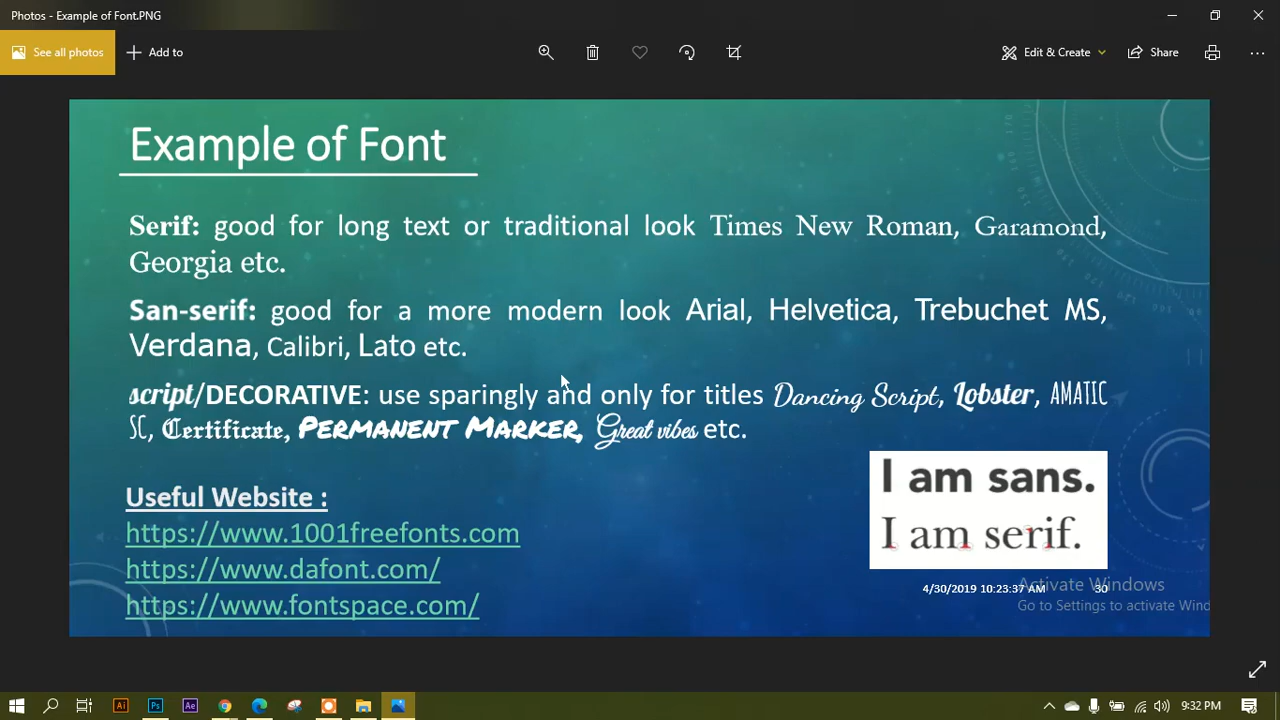 Photos - Example of Font.PNG
See all photos
Add to
Edit & Create
Share
Example of Font
Serif: good for long text or traditional look Times New Roman, Garamond,
Georgia etc.
San-serif: good for a more modern look Arial, Helvetica, Trebuchet MS,
Verdana, Calibri, Lato etc.
script/DECORATIVE: use sparingly and only for titles Dancing Script, Lobster, AMATIC
SC, Certificate, PERMANENT MARKER, Great vibes etc.
Useful Website :
https://www.1001freefonts.com
https://www.dafont.com/
https://www.fontspace.com/
I am sans.
I am serif.
4/30/2019 10:23:37 AM
30
Activate Windows
Go to Settings to activate Wind
Ai
Ps
Ae
9:32 PM